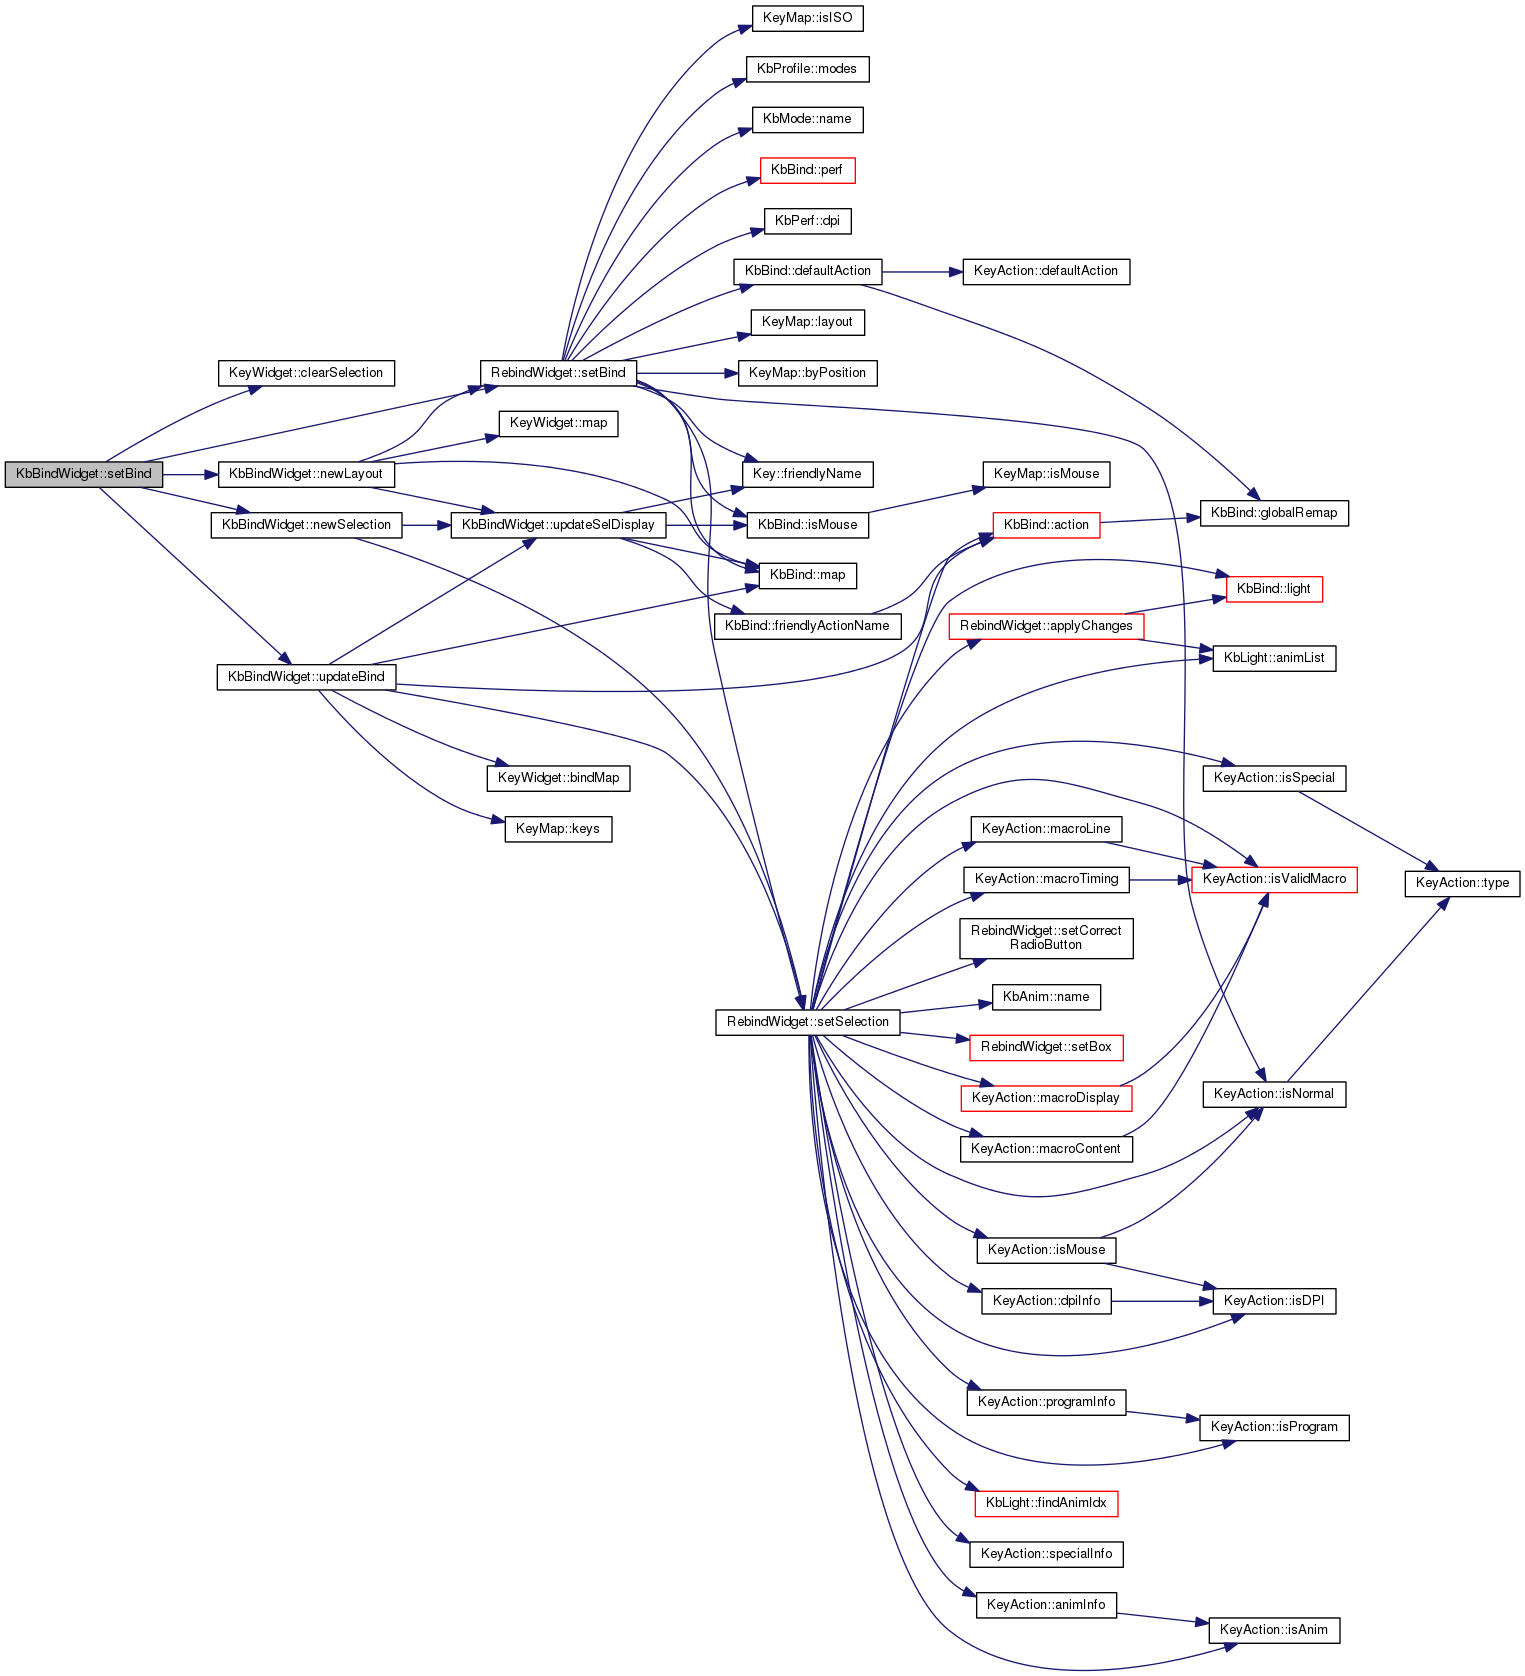 KeyMap::isISO
KbProfile::modes
KbMode::name
KbBind::perf
KbPerf::dpi
KbBind::defaultAction
KeyAction::defaultAction
KeyMap::layout
KeyWidget::clearSelection
RebindWidget::setBind
KeyMap::byPosition
KeyWidget::map
KbBindWidget::setBind
KbBindWidget::newLayout
Key::friendlyName
KeyMap::isMouse
KbBindWidget::newSelection
KbBindWidget::updateSelDisplay
KbBind::isMouse
KbBind::action
KbBind::globalRemap
KbBind::map
KbBind::light
KbBind::friendlyActionName
RebindWidget::applyChanges
KbLight::animList
KbBindWidget::updateBind
KeyWidget::bindMap
KeyAction::isSpecial
KeyMap::keys
KeyAction::macroLine
KeyAction::macroTiming
KeyAction::isValidMacro
KeyAction::type
RebindWidget::setCorrect
RadioButton
KbAnim::name
RebindWidget::setSelection
RebindWidget::setBox
KeyAction::macroDisplay
KeyAction::isNormal
KeyAction::macroContent
KeyAction::isMouse
KeyAction::dpiInfo
KeyAction::isDPI
KeyAction::programInfo
KeyAction::isProgram
KbLight::findAnimIdx
KeyAction::specialInfo
KeyAction::animInfo
KeyAction::isAnim